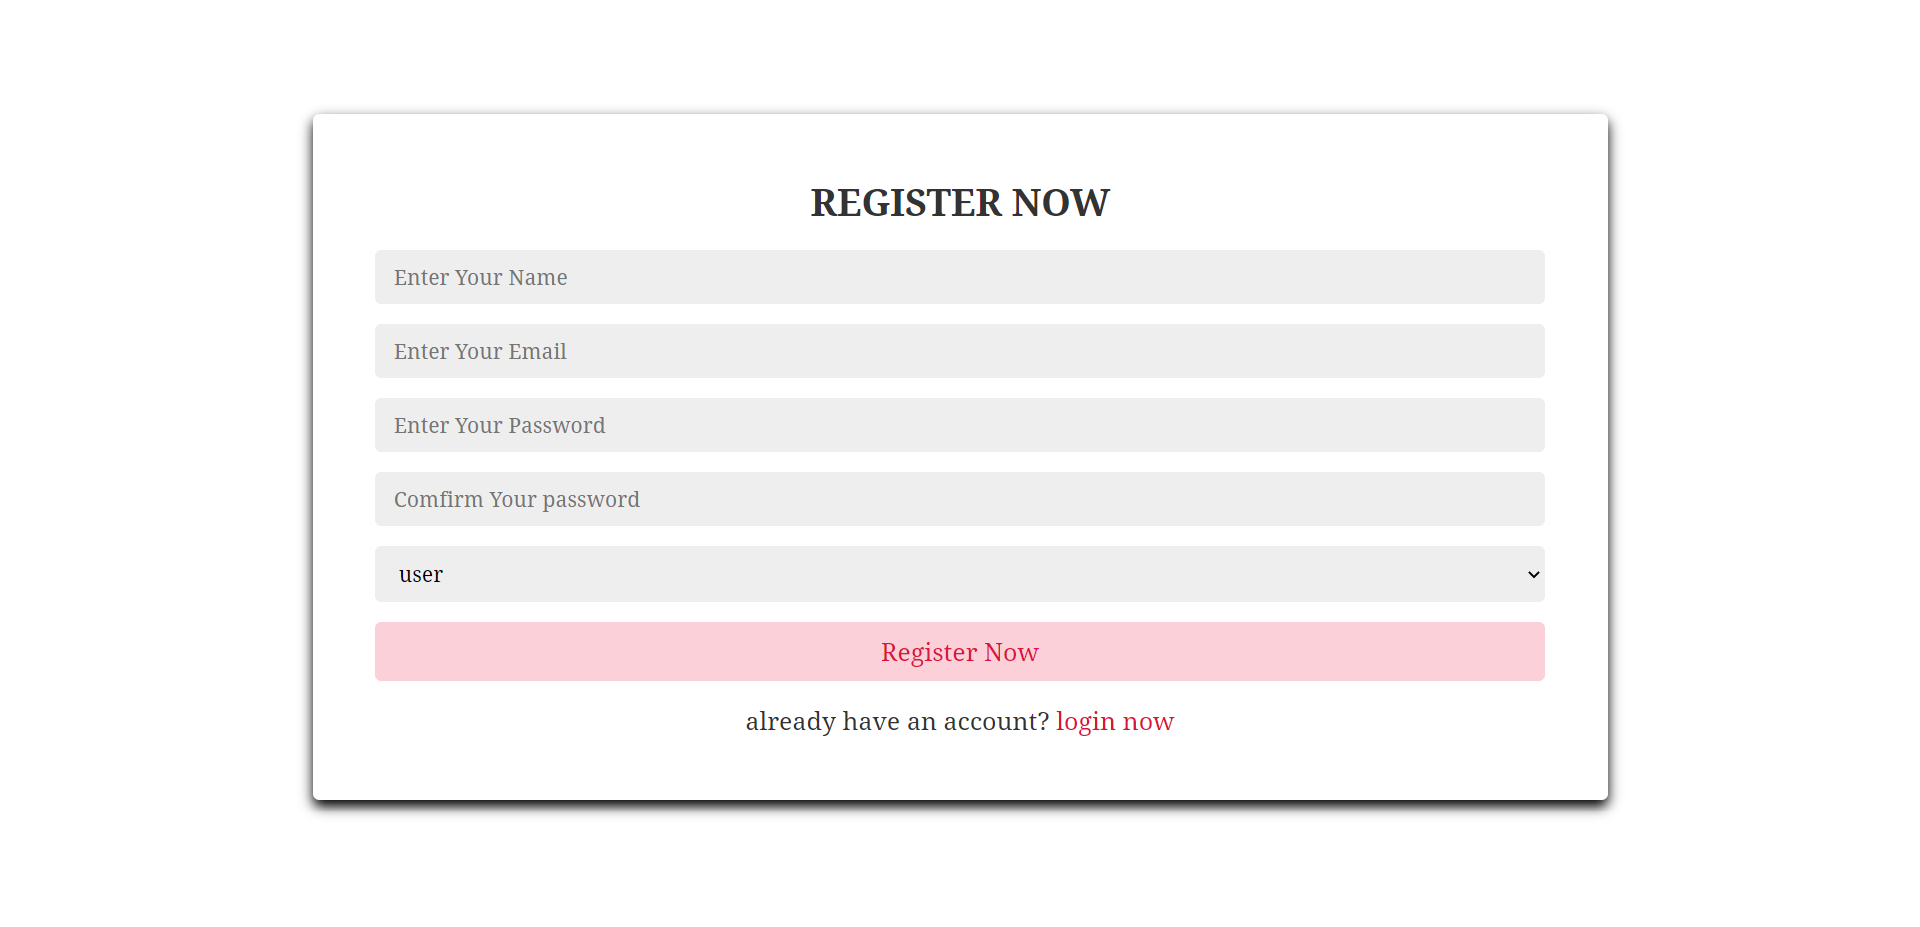 REGISTER NOW
Enter Your Name
Enter Your Email
Enter Your Password
Comfirm Your password
user
Register Now
already have an account? login now